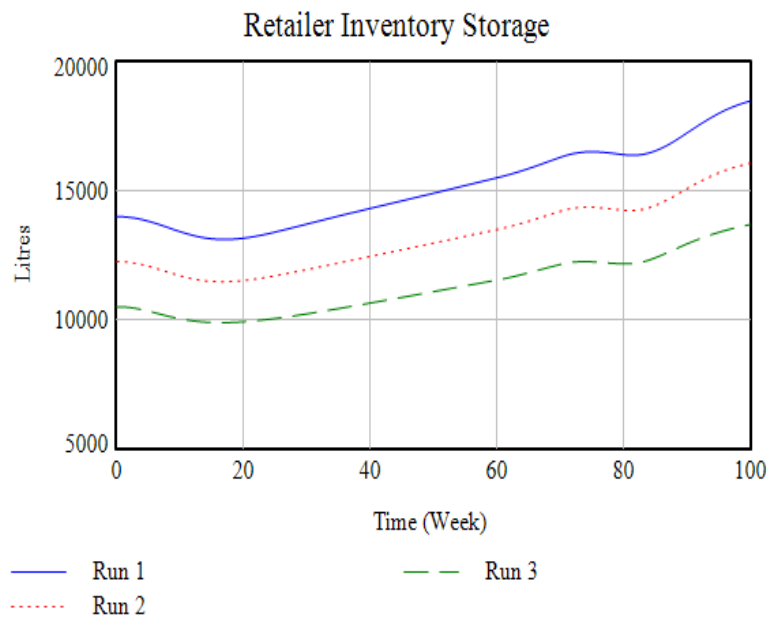 Retailer Inventory Storage
20000
15000
10000
5000
Litres
0 20 40 60 80 100
Time (Week)
Run 1 Run 3
Run 2